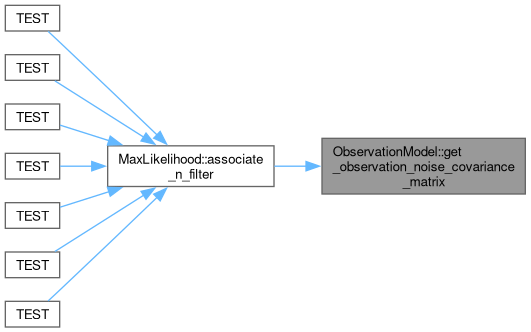 TEST
TEST
TEST
TEST
TEST
TEST
TEST
MaxLikelihood::associate
_n_filter
ObservationModel::get
_observation_noise_covariance
_matrix